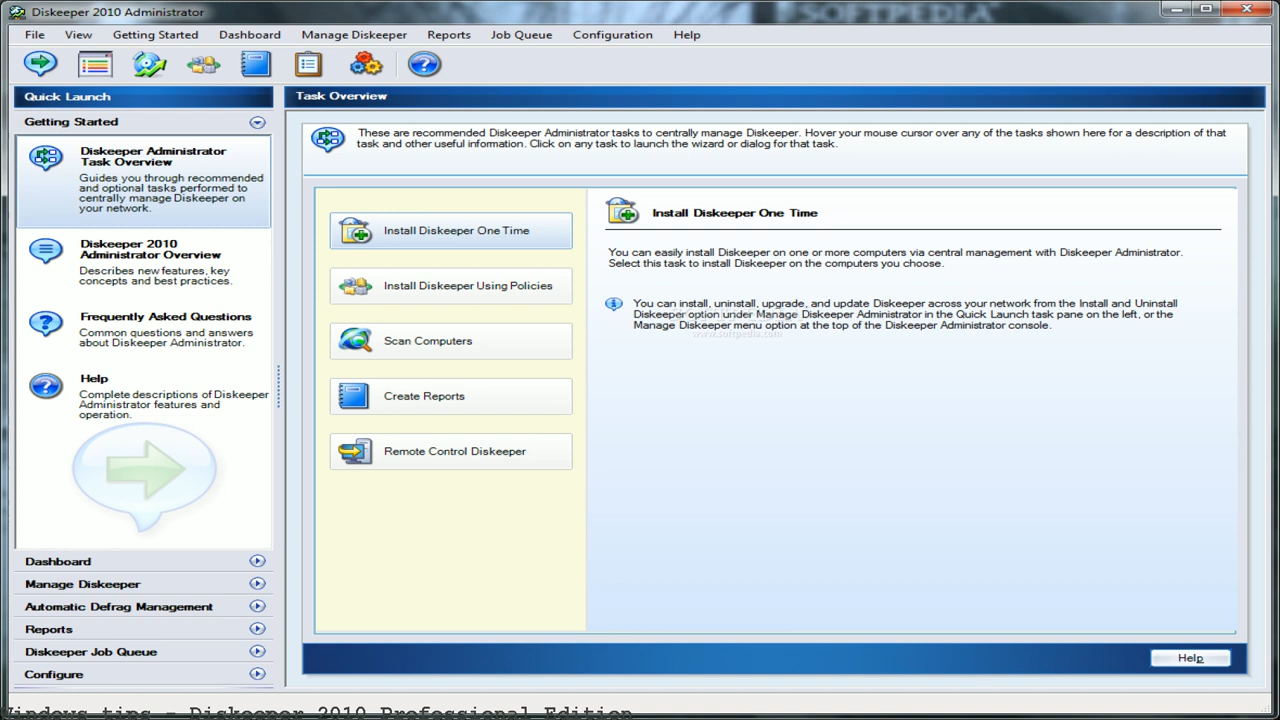 Diskeeper 2010 Administrator
SOFTPEDIA
File View Getting Started Dashboard Manage Diskeeper Reports Job Queue Configuration Help
Quick Launch
Getting Started
Diskeeper Administrator
Task Overview
Guides you through recommended
and optional tasks performed to
centrally manage Diskeeper on
your network.
Diskeeper 2010
Administrator Overview
Describes new features, key
concepts and best practices.
Frequently Asked Questions
Common questions and answers
about Diskeeper Administrator.
Help
Complete descriptions of Diskeeper
Administrator features and
operation.
Dashboard
Manage Diskeeper
Automatic Defrag Management
Reports
Diskeeper Job Queue
Configure
Task Overview
These are recommended Diskeeper Administrator tasks to centrally manage Diskeeper. Hover your mouse cursor over any of the tasks shown here for a description of that
task and other useful information. Click on any task to launch the wizard or dialog for that task.
Install Diskeeper One Time
Install Diskeeper Using Policies
Scan Computers
Create Reports
Remote Control Diskeeper
Install Diskeeper One Time
You can easily install Diskeeper on one or more computers via central management with Diskeeper Administrator.
Select this task to install Diskeeper on the computers you choose.
You can install, uninstall, upgrade, and update Diskeeper across your network from the Install and Uninstall
Diskeeper option under Manage Diskeeper Administrator in the Quick Launch task pane on the left, or the
Manage Diskeeper menu option at the top of the Diskeeper Administrator console.
www.softpedia.com
Help
Windows tips - Diskeeper 2010 Professional Edition